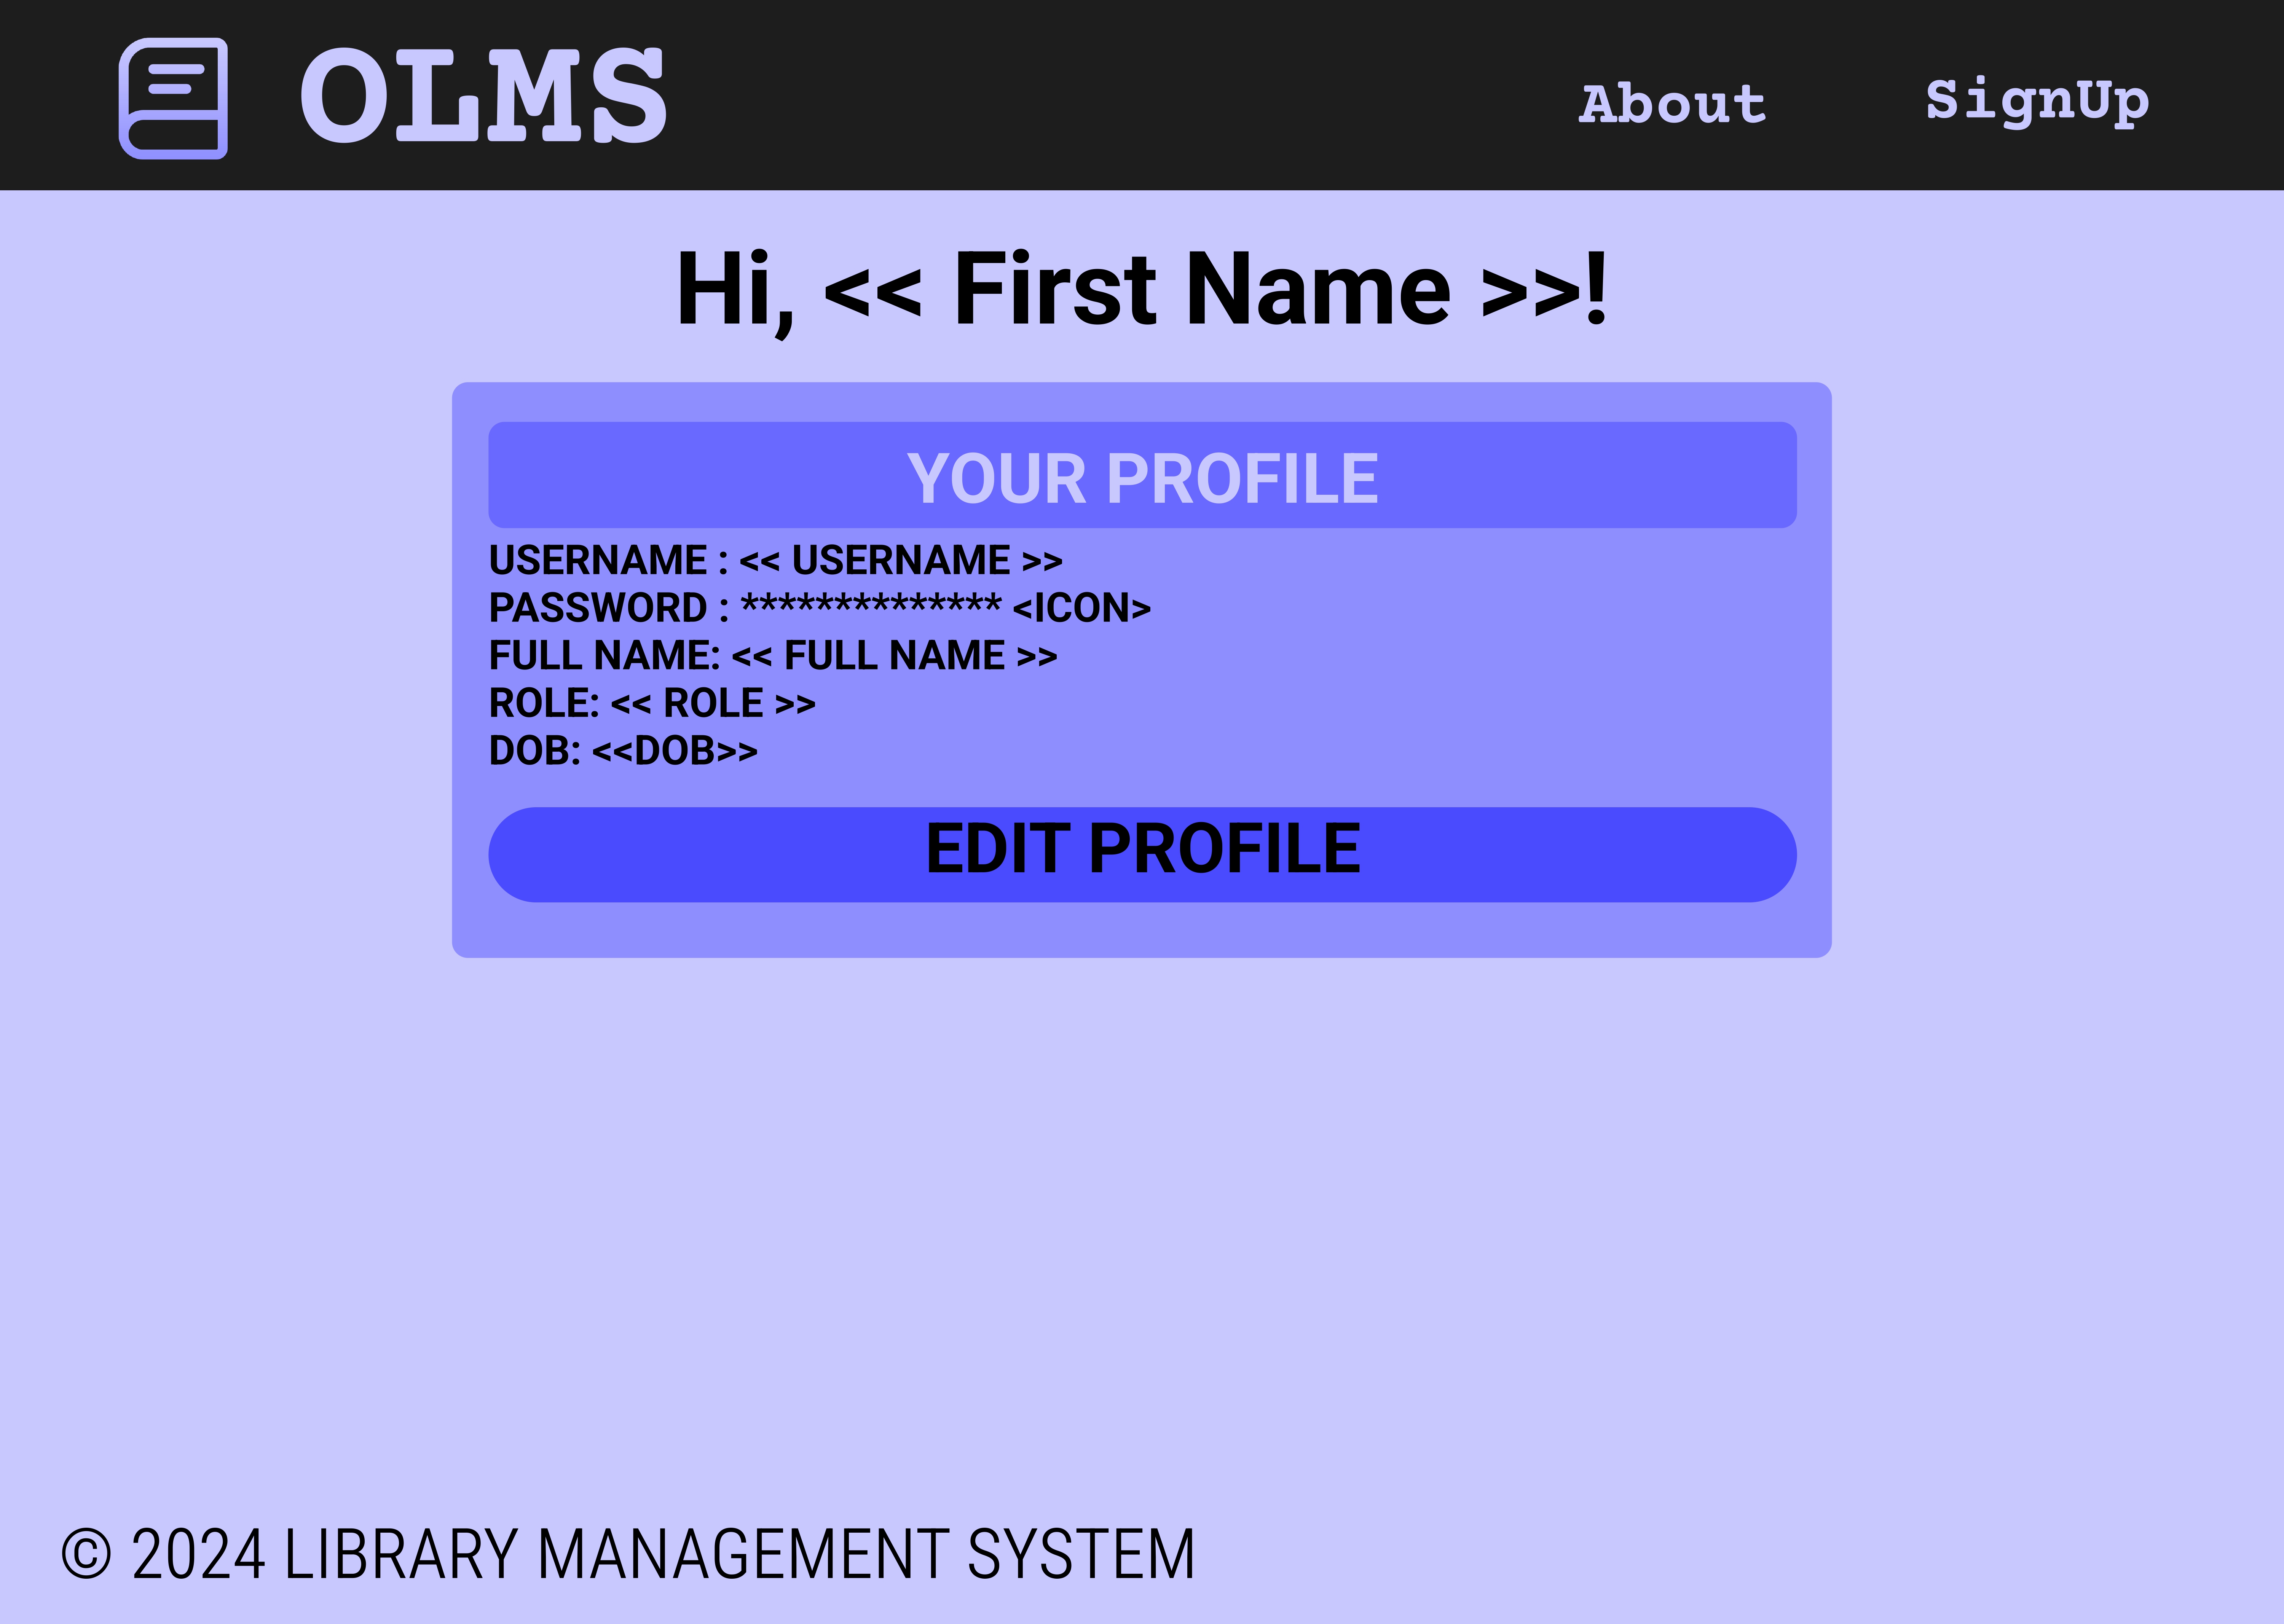 OLMS
About
SignUp
Hi, << First Name >>!
YOUR PROFILE
USERNAME : << USERNAME >>
PASSWORD : ************** <ICON>
FULL NAME: << FULL NAME >>
ROLE: << ROLE >>
DOB: <<DOB>>
EDIT PROFILE
© 2024 LIBRARY MANAGEMENT SYSTEM